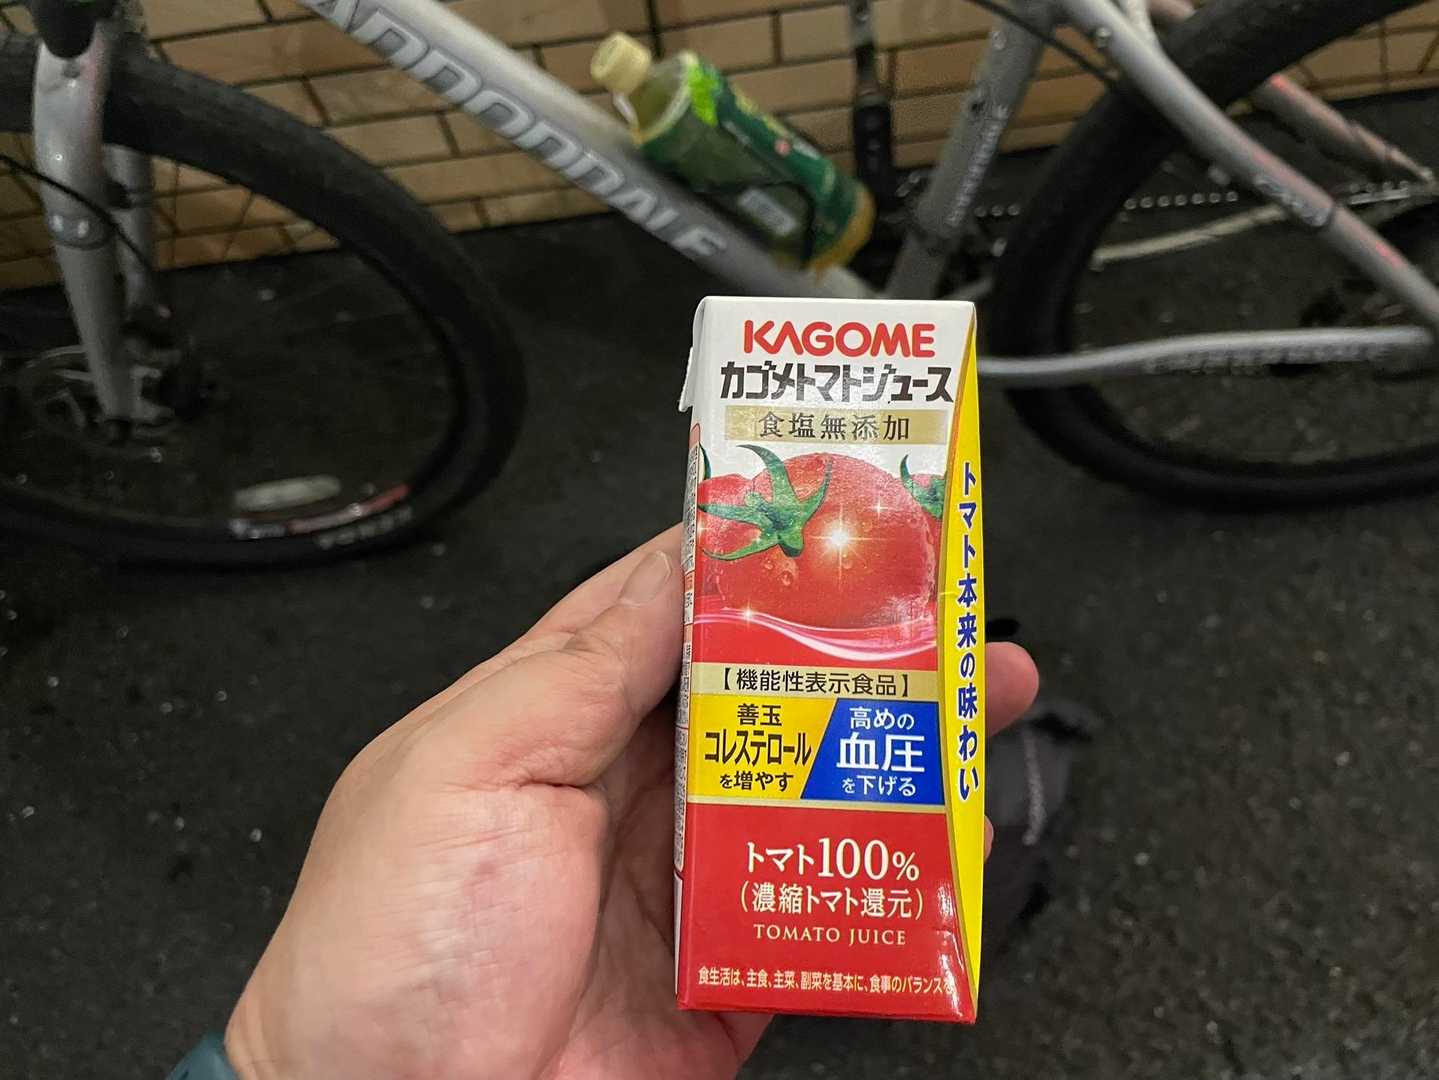 CANNONDALE
KAGOME
カゴメトマトジュース
食塩無添加
トマト本来の味わい
【機能性表示食品】
善玉
コレステロール
を増やす
高めの
血圧
を下げる
トマト100%
（濃縮トマト還元）
TOMATO JUICE
食生活は、主食、主菜、副菜を基本に、食事のバランスを